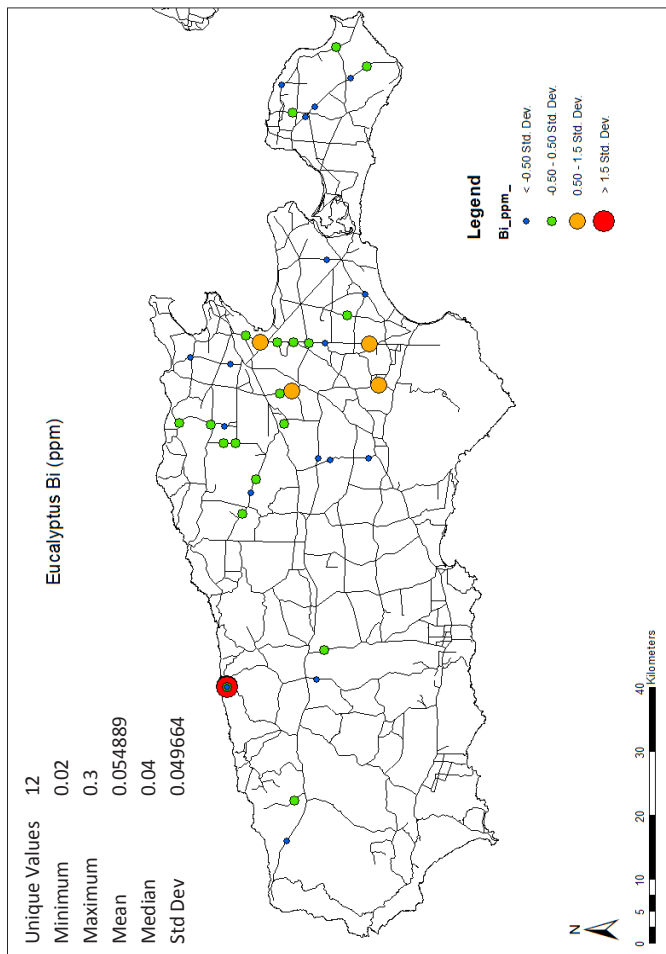 Unique Values 12
Minimum 0.02
Maximum 0.3
Mean 0.054889
Median 0.04
Std Dev 0.049664
Eucalyptus Bi (ppm)
Legend
Bi_ppm_
< -0.50 Std. Dev.
-0.50 - 0.50 Std. Dev.
0.50 - 1.5 Std. Dev.
> 1.5 Std. Dev.
N
0 5 10 20 30 40
Kilometers